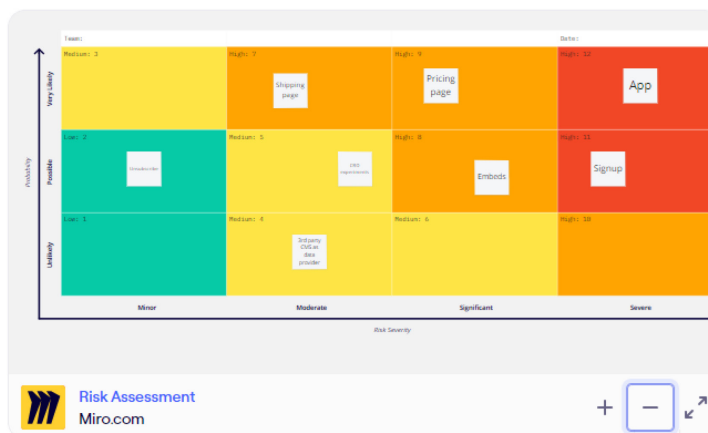 Team:
Date:
Medium: 3
High: 7
High: 9
High: 12
Shipping
page
Pricing
page
App
Very Likely
Low: 2
Medium: 5
High: 8
High: 11
Embeds
Signup
Possible
Probability
Low: 1
Medium: 4
Medium: 6
High: 10
3rd party
CMS as
data
provider
Unlikely
Minor
Moderate
Significant
Severe
Risk Severity
Risk Assessment
Miro.com